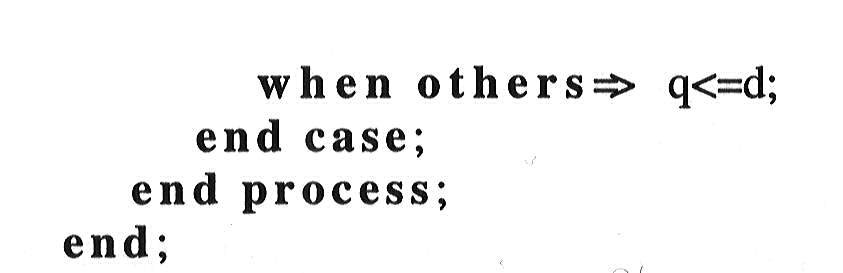 when others=> q<=d;
end case;
end process;
end;